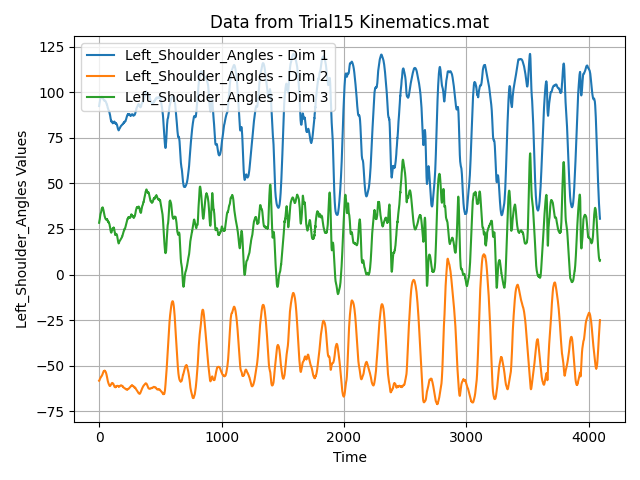 Data from Trial15 Kinematics.mat
Left_Shoulder_Angles - Dim 1
Left_Shoulder_Angles - Dim 2
Left_Shoulder_Angles - Dim 3
Left_Shoulder_Angles Values
125
100
75
50
25
0
−25
−50
−75
0 1000 2000 3000 4000
Time